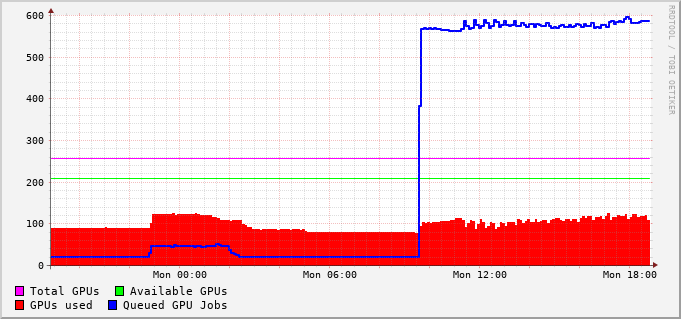 600
500
400
300
200
100
0
Mon 00:00 Mon 06:00 Mon 12:00 Mon 18:00
Total GPUs Available GPUs
GPUs used Queued GPU Jobs
RRDTOOL / TOBI OETIKER